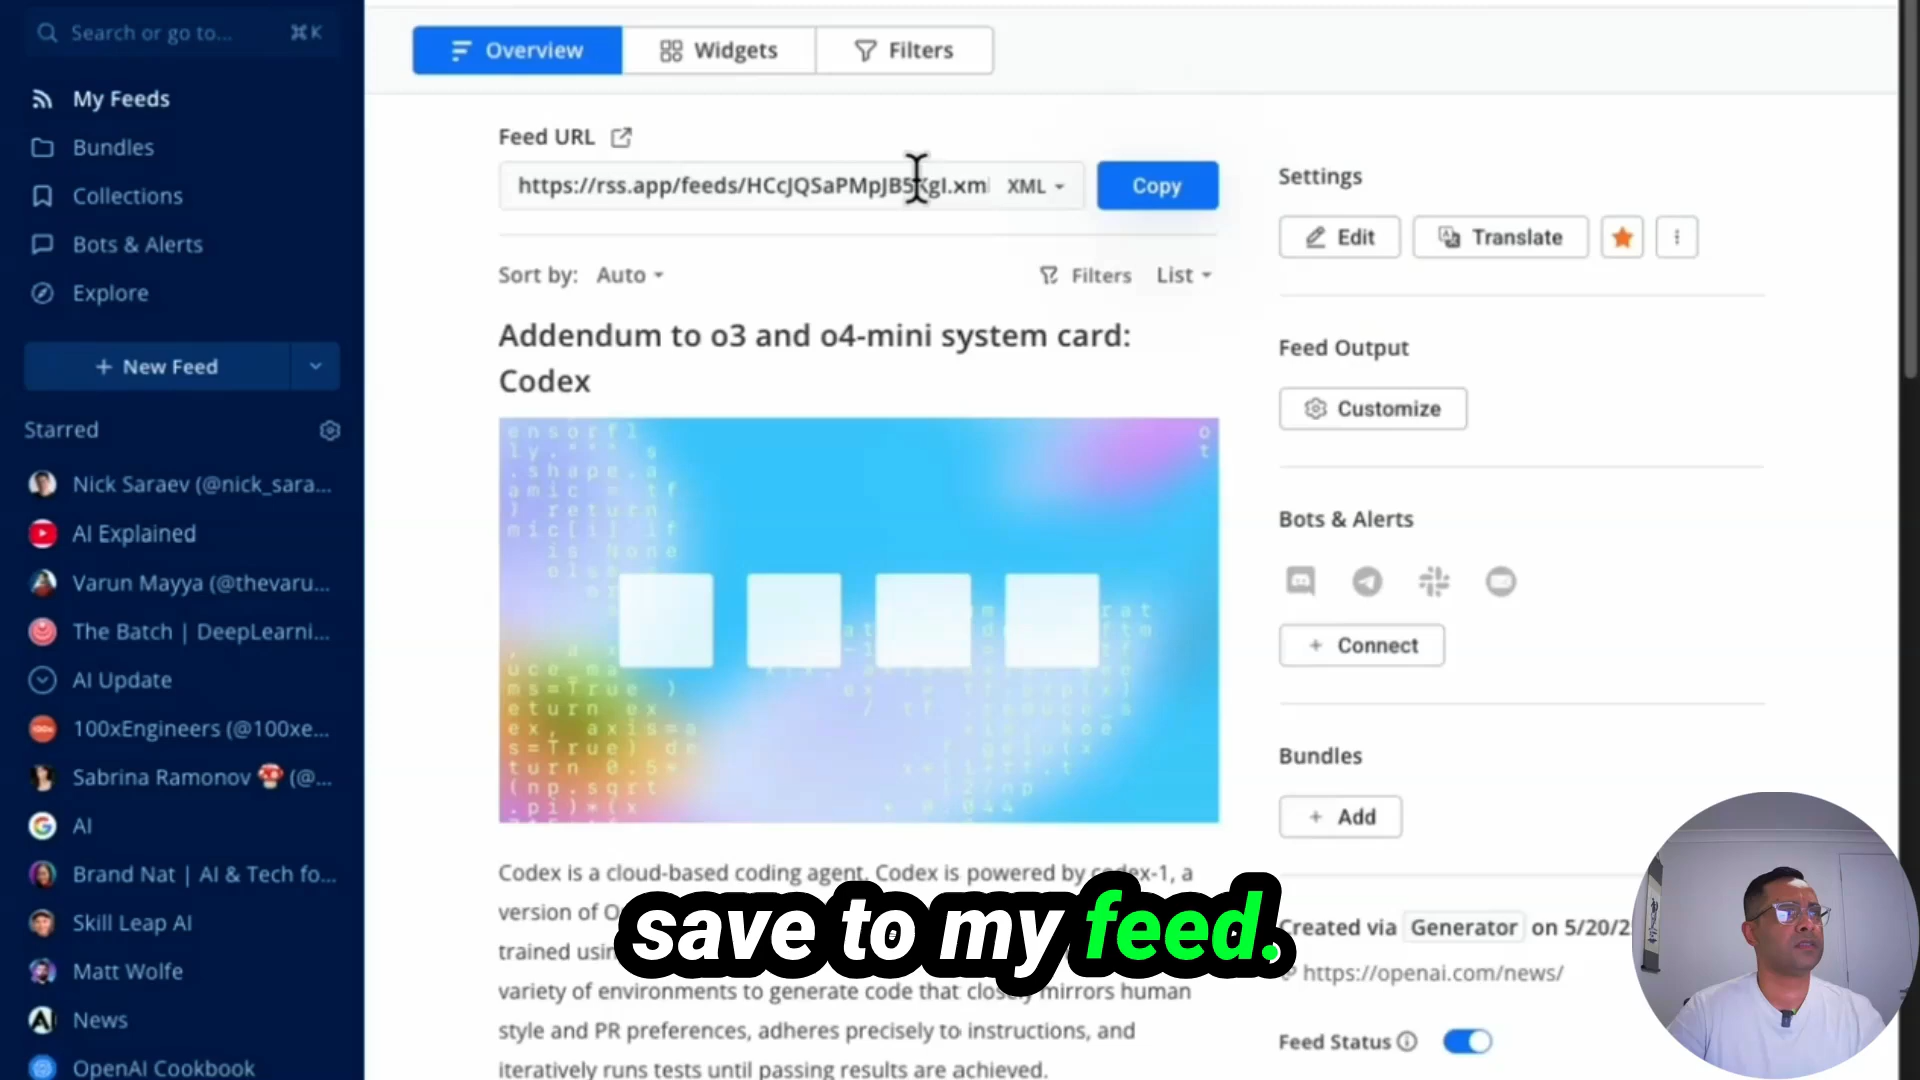 Search or go to... ⌘K
My Feeds
Bundles
Collections
Bots & Alerts
Explore
+ New Feed
Starred
Nick Saraev (@nick_sara...
AI Explained
Varun Mayya (@thevaru...
The Batch | DeepLearni...
AI Update
100xEngineers (@100xe...
Sabrina Ramonov 🍄 (@...
AI
Brand Nat | AI & Tech fo...
Skill Leap AI
Matt Wolfe
News
OpenAI Cookbook
Overview
Widgets
Filters
Feed URL
XML
Copy
Sort by: Auto
Filters
List
Addendum to o3 and o4-mini system card:
Codex
Codex is a cloud-based coding agent. Codex is powered by codex-1, a
version of
trained
variety of environments to generate code that closely mirrors human
style and PR preferences, adheres precisely to instructions, and
iteratively runs tests until passing results are achieved.
save to my feed.
Settings
Edit
Translate
Feed Output
Customize
Bots & Alerts
+ Connect
Bundles
+ Add
Created via Generator on 5/20/2
https://openai.com/news/
Feed Status